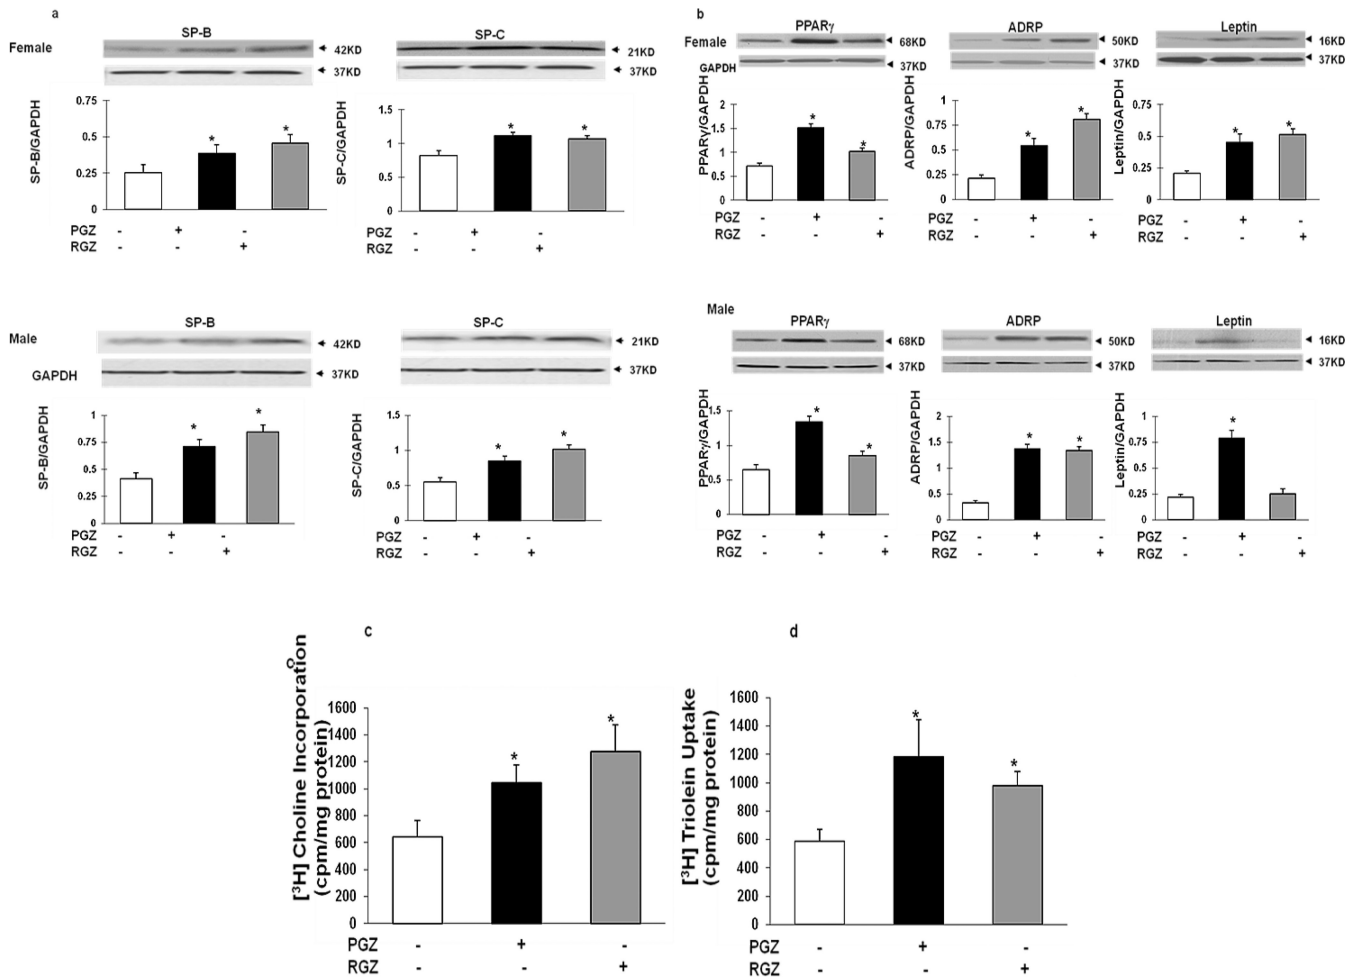 a
SP-B
SP-C
Female
42KD
21KD
37KD
37KD
SP-B/GAPDH
0.75
0.5
0.25
0
*
*
SP-C/GAPDH
1.5
1
0.5
0
*
*
PGZ - + -
RGZ - - +
PGZ - + -
RGZ - - +
SP-B
SP-C
Male
42KD
21KD
GAPDH
37KD
37KD
SP-B/GAPDH
1
0.75
0.5
0.25
0
*
*
SP-C/GAPDH
1.5
1
0.5
0
*
*
PGZ - + -
RGZ - - +
PGZ - + -
RGZ - - +
b
PPARγ
ADRP
Leptin
Female
68KD
50KD
16KD
GAPDH
37KD
37KD
37KD
PPARγ/GAPDH
2
1.5
1
0.5
0
*
*
ADRP/GAPDH
1
0.75
0.5
0.25
0
*
*
Leptin/GAPDH
0.75
0.5
0.25
0
*
*
PGZ - + -
RGZ - - +
PGZ - + -
RGZ - - +
PGZ - + -
RGZ - - +
Male
PPARγ
ADRP
Leptin
68KD
50KD
16KD
37KD
37KD
37KD
PPARγ/GAPDH
1.5
1
0.5
0
*
*
ADRP/GAPDH
2
1.5
1
0.5
0
*
*
Leptin/GAPDH
1
0.75
0.5
0.25
0
*
PGZ - + -
RGZ - - +
PGZ - + -
RGZ - - +
PGZ - + -
RGZ - - +
c
[³H] Choline Incorporation
(cpm/mg protein)
1600
1400
1200
1000
800
600
400
200
0
*
*
PGZ - + -
RGZ - - +
d
[³H] Triolein Uptake
(cpm/mg protein)
1600
1400
1200
1000
800
600
400
200
0
*
*
PGZ - + -
RGZ - - +